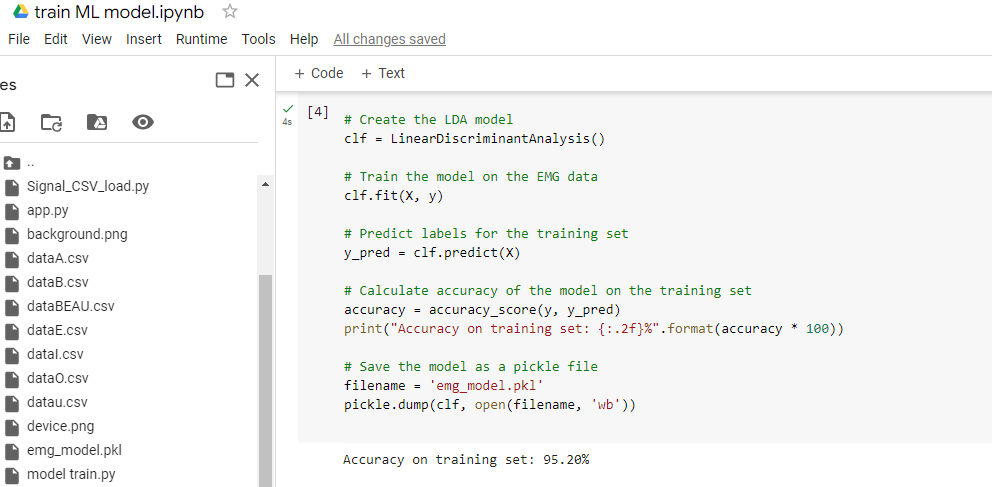 train ML model.ipynb
File Edit View Insert Runtime Tools Help All changes saved
es
+ Code + Text
..
Signal_CSV_load.py
app.py
background.png
dataA.csv
dataB.csv
dataBEAU.csv
dataE.csv
dataI.csv
dataO.csv
datau.csv
device.png
emg_model.pkl
model train.py
4s
[4]
# Create the LDA model
clf = LinearDiscriminantAnalysis()
# Train the model on the EMG data
clf.fit(X, y)
# Predict labels for the training set
y_pred = clf.predict(X)
# Calculate accuracy of the model on the training set
accuracy = accuracy_score(y, y_pred)
print("Accuracy on training set: {:.2f}%".format(accuracy * 100))
# Save the model as a pickle file
filename = 'emg_model.pkl'
pickle.dump(clf, open(filename, 'wb'))
Accuracy on training set: 95.20%